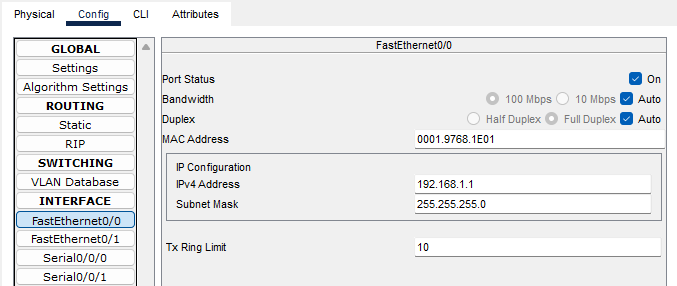 Physical Config CLI Attributes
GLOBAL
Settings
Algorithm Settings
ROUTING
Static
RIP
SWITCHING
VLAN Database
INTERFACE
FastEthernet0/0
FastEthernet0/1
Serial0/0/0
Serial0/0/1
FastEthernet0/0
Port Status On
Bandwidth 100 Mbps 10 Mbps Auto
Duplex Half Duplex Full Duplex Auto
MAC Address 0001.9768.1E01
IP Configuration
IPv4 Address 192.168.1.1
Subnet Mask 255.255.255.0
Tx Ring Limit 10